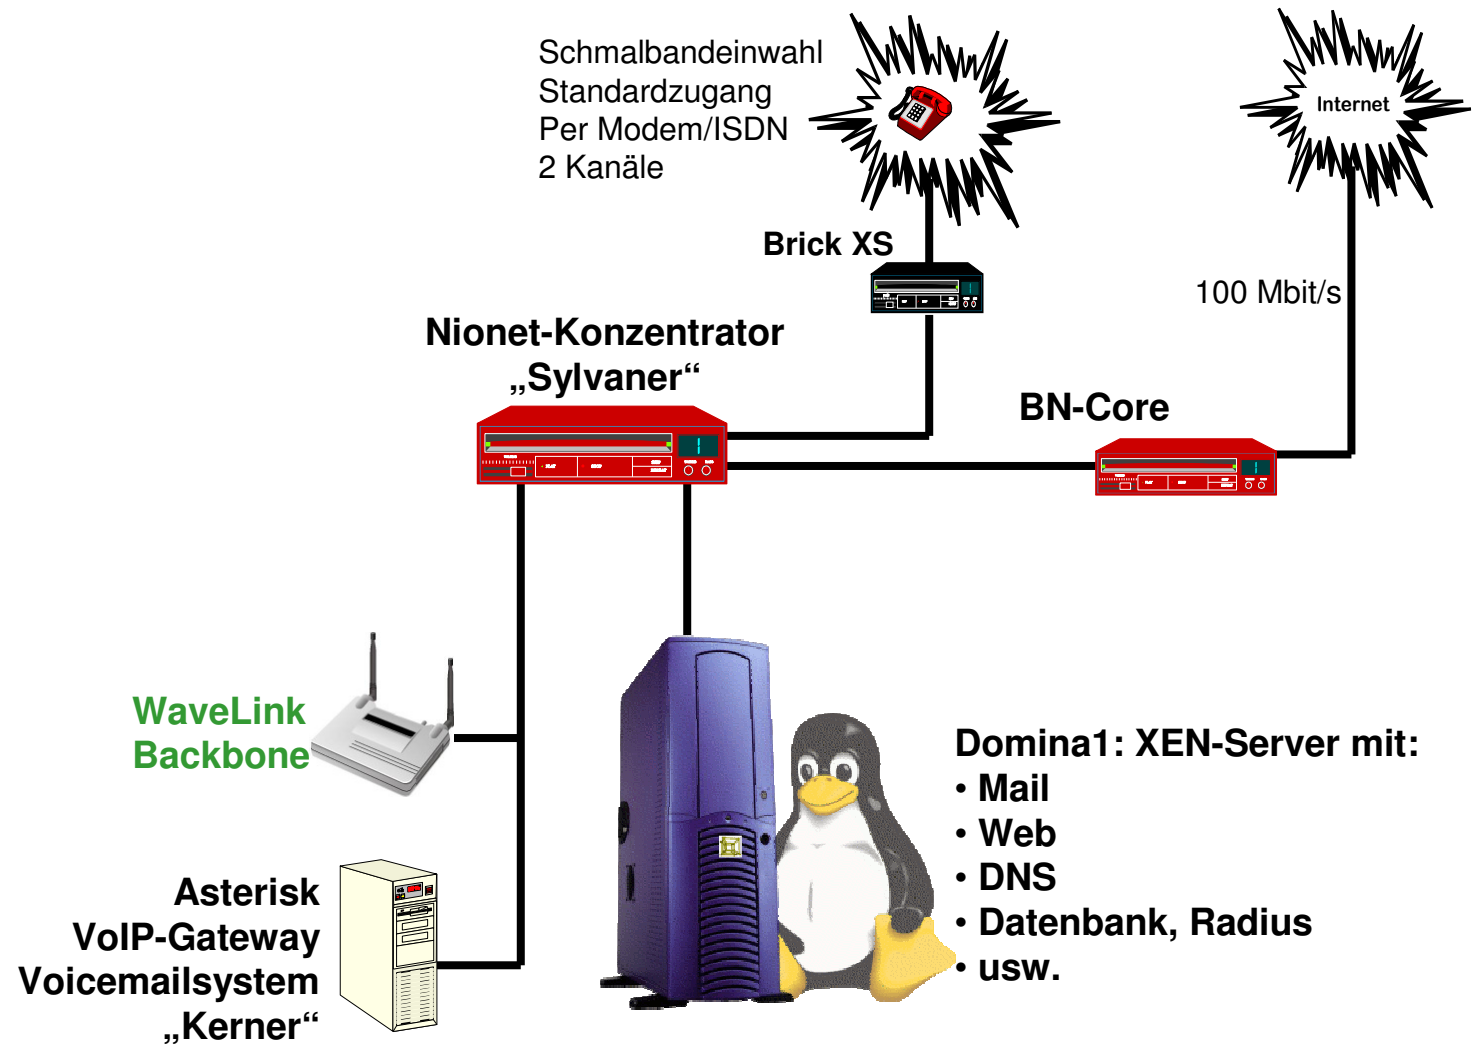 Schmalbandeinwahl
Standardzugang
Per Modem/ISDN
2 Kanäle
Internet
Brick XS
100 Mbit/s
Nionet-Konzentrator
„Sylvaner“
BN-Core
WaveLink
Backbone
Domina1: XEN-Server mit:
• Mail
• Web
• DNS
• Datenbank, Radius
• usw.
Asterisk
VoIP-Gateway
Voicemailsystem
„Kerner“